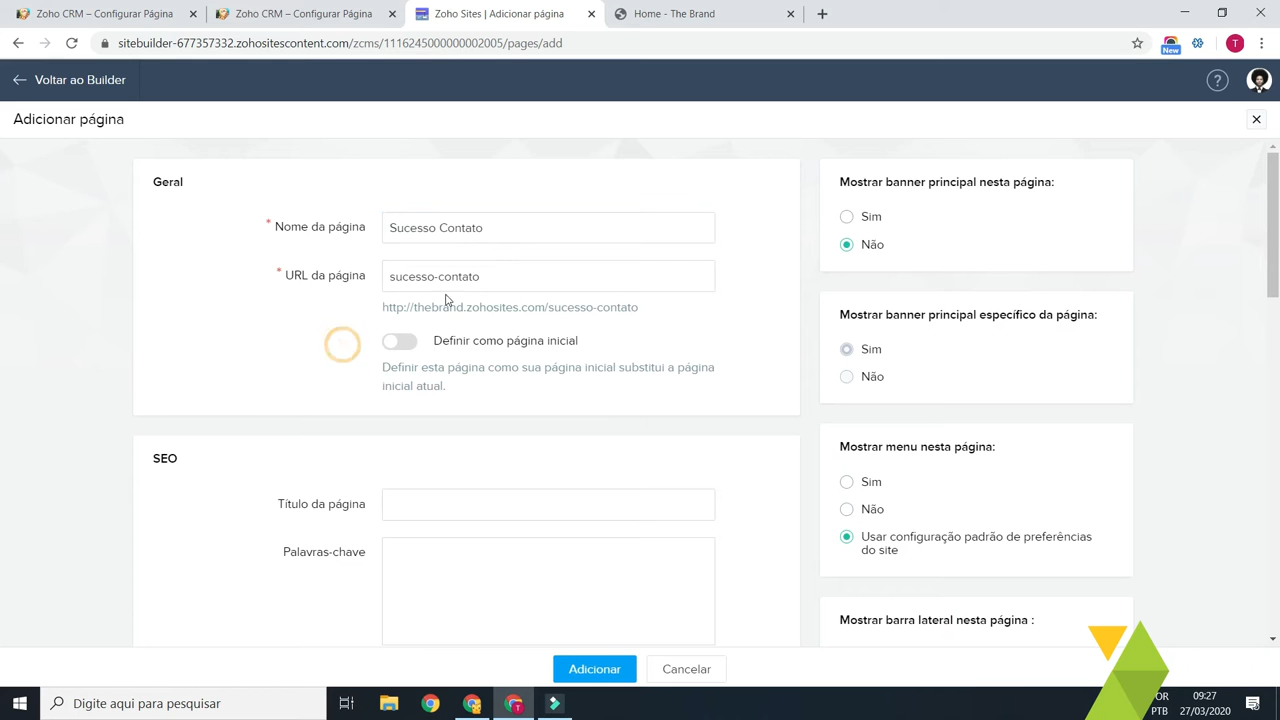 Zoho CRM – Configurar Página
Zoho CRM – Configurar Página
Zoho Sites | Adicionar página
Home - The Brand
sitebuilder-677357332.zohositescontent.com/zcms/1116245000000002005/pages/add
New
T
Voltar ao Builder
?
Adicionar página
Geral
* Nome da página
Sucesso Contato
* URL da página
sucesso-contato
http://thebrand.zohosites.com/sucesso-contato
Definir como página inicial
Definir esta página como sua página inicial substitui a página
inicial atual.
SEO
Título da página
Palavras-chave
Mostrar banner principal nesta página:
Sim
Não
Mostrar banner principal específico da página:
Sim
Não
Mostrar menu nesta página:
Sim
Não
Usar configuração padrão de preferências
do site
Mostrar barra lateral nesta página :
Adicionar
Cancelar
Digite aqui para pesquisar
T
POR
PTB
09:27
27/03/2020